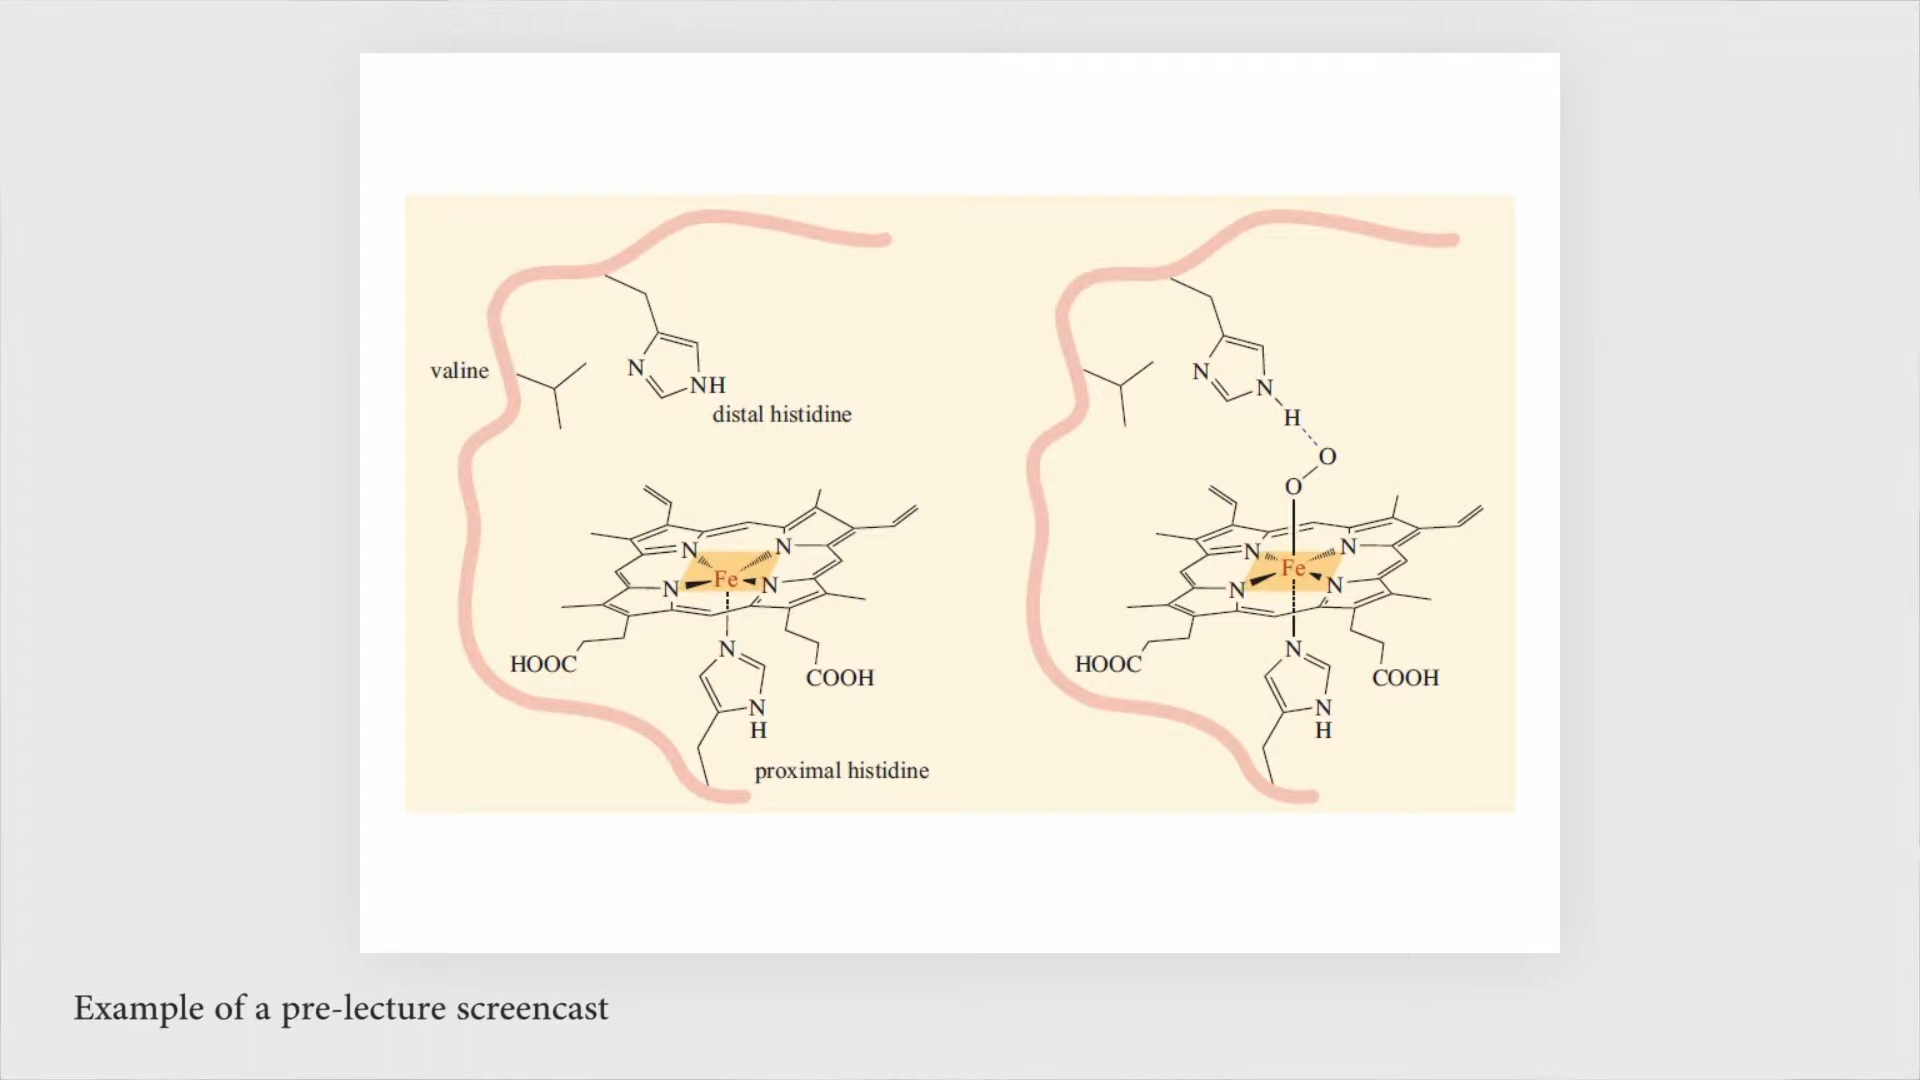 valine
N
NH
distal histidine
N
N
Fe
N
N
N
HOOC
COOH
N
H
proximal histidine
N
N
H
O
O
N
N
Fe
N
N
N
HOOC
COOH
N
H
Example of a pre-lecture screencast